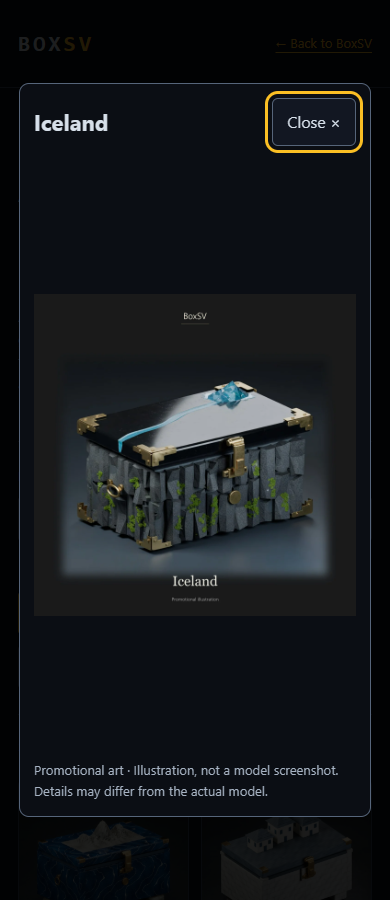 BOXSV
← Back to BoxSV
Iceland
Close ×
BoxSV
Iceland
Promotional Illustration
Promotional art · Illustration, not a model screenshot.
Details may differ from the actual model.